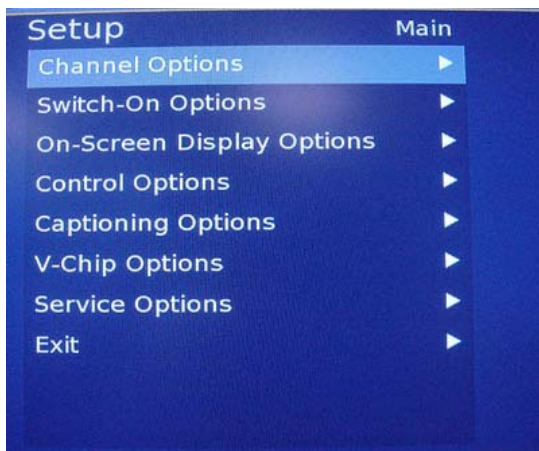 Setup Main
Channel Options
Switch-On Options
On-Screen Display Options
Control Options
Captioning Options
V-Chip Options
Service Options
Exit